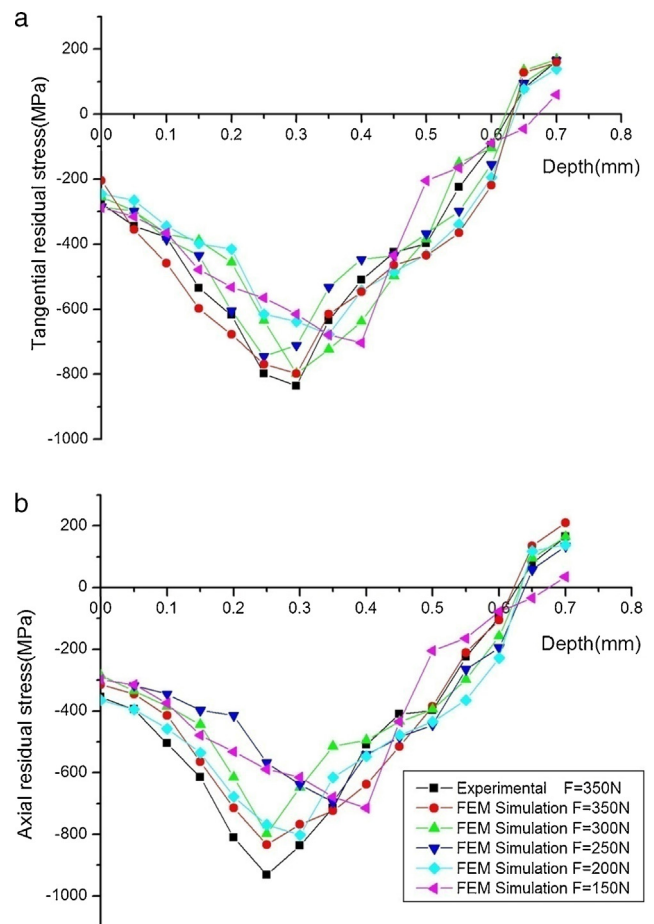 a
200
0
-200
-400
-600
-800
-1000
0.0 0.1 0.2 0.3 0.4 0.5 0.6 0.7 0.8
Depth(mm)
Tangential residual stress(MPa)
b
200
0
-200
-400
-600
-800
-1000
0.0 0.1 0.2 0.3 0.4 0.5 0.6 0.7 0.8
Depth(mm)
Axial residual stress(MPa)
Experimental F=350N
FEM Simulation F=350N
FEM Simulation F=300N
FEM Simulation F=250N
FEM Simulation F=200N
FEM Simulation F=150N